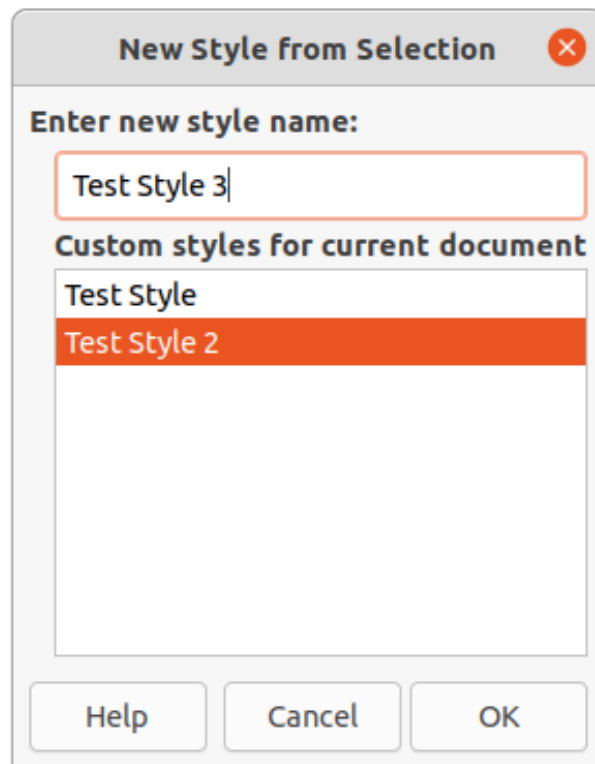 New Style from Selection
Enter new style name:
Test Style 3
Custom styles for current document
Test Style
Test Style 2
Help Cancel OK